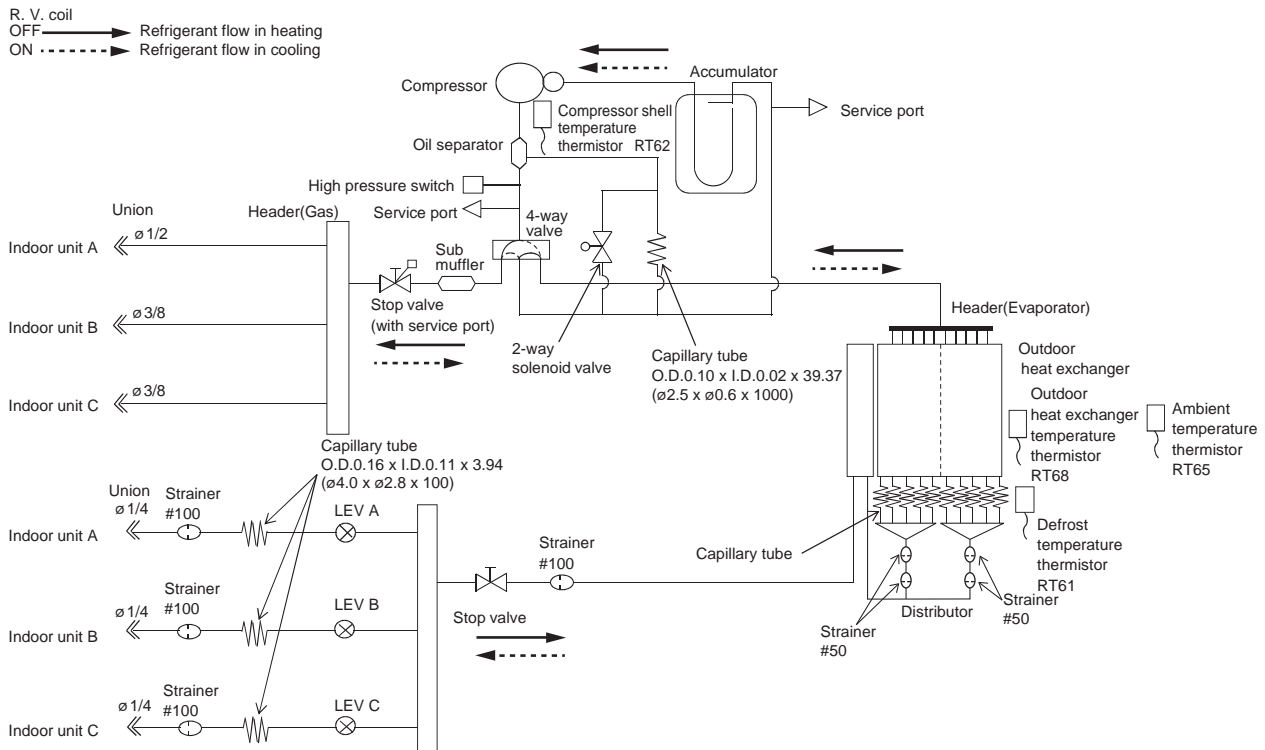 R. V. coil
OFF Refrigerant flow in heating
ON Refrigerant flow in cooling
Compressor
Accumulator
Service port
Compressor shell
temperature
thermistor RT62
Oil separator
High pressure switch
Service port
4-way
valve
Union
Header(Gas)
Indoor unit A
ø 1/2
Indoor unit B
ø 3/8
Indoor unit C
ø 3/8
Sub
muffler
Stop valve
(with service port)
2-way
solenoid valve
Capillary tube
O.D.0.10 x I.D.0.02 x 39.37
(ø2.5 x ø0.6 x 1000)
Header(Evaporator)
Outdoor
heat exchanger
Outdoor
heat exchanger
temperature
thermistor
RT68
Ambient
temperature
thermistor
RT65
Capillary tube
O.D.0.16 x I.D.0.11 x 3.94
(ø4.0 x ø2.8 x 100)
Union
ø 1/4
Strainer
#100
LEV A
Indoor unit A
Strainer
#100
LEV B
ø 1/4
Indoor unit B
Strainer
#100
LEV C
ø 1/4
Indoor unit C
Stop valve
Strainer
#100
Capillary tube
Defrost
temperature
thermistor
RT61
Distributor
Strainer
#50
Strainer
#50